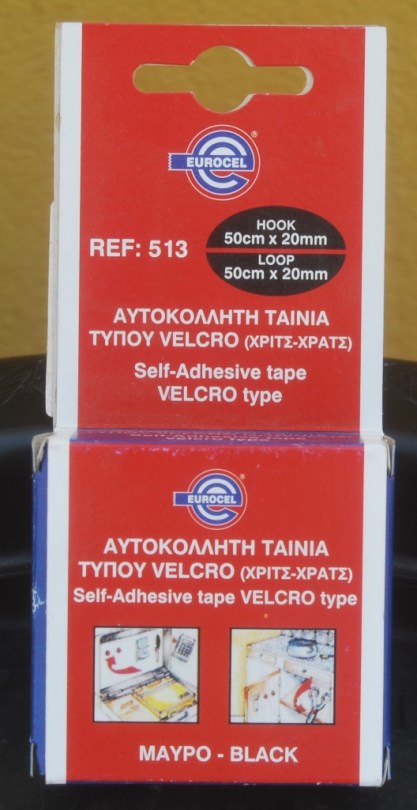 EUROCEL
®
REF: 513
HOOK
50cm x 20mm
LOOP
50cm x 20mm
ΑΥΤΟΚΟΛΛΗΤΗ ΤΑΙΝΙΑ
ΤΥΠΟΥ VELCRO (ΧΡΙΤΣ-ΧΡΑΤΣ)
Self-Adhesive tape
VELCRO type
EUROCEL
ΑΥΤΟΚΟΛΛΗΤΗ ΤΑΙΝΙΑ
ΤΥΠΟΥ VELCRO (ΧΡΙΤΣ-ΧΡΑΤΣ)
Self-Adhesive tape VELCRO type
ΜΑΥΡΟ - BLACK